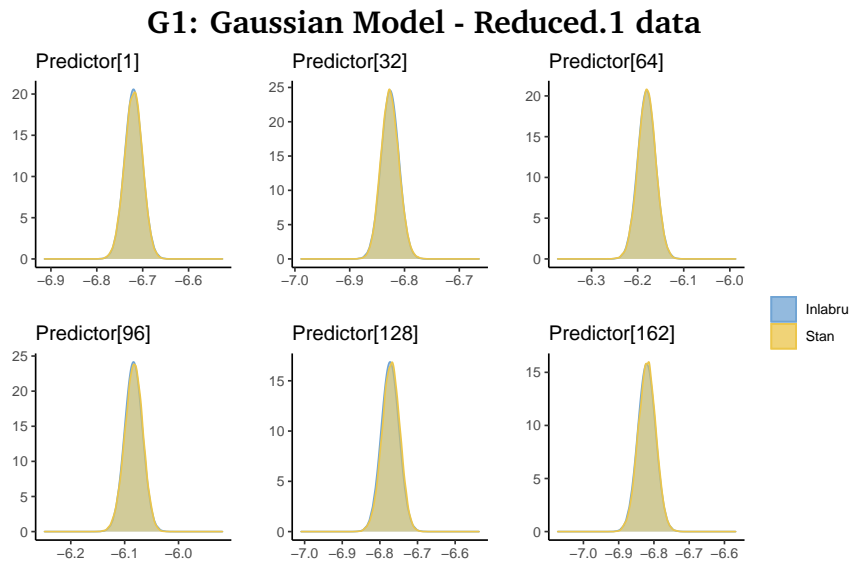 G1: Gaussian Model - Reduced.1 data
Predictor[1]
Predictor[32]
Predictor[64]
20
15
10
5
0
−6.9 −6.8 −6.7 −6.6
25
20
15
10
5
0
−7.0 −6.9 −6.8 −6.7
20
15
10
5
0
−6.3 −6.2 −6.1 −6.0
Inlabru
Stan
Predictor[96]
Predictor[128]
Predictor[162]
25
20
15
10
5
0
−6.2 −6.1 −6.0
15
10
5
0
−7.0 −6.9 −6.8 −6.7 −6.6
15
10
5
0
−7.0 −6.9 −6.8 −6.7 −6.6